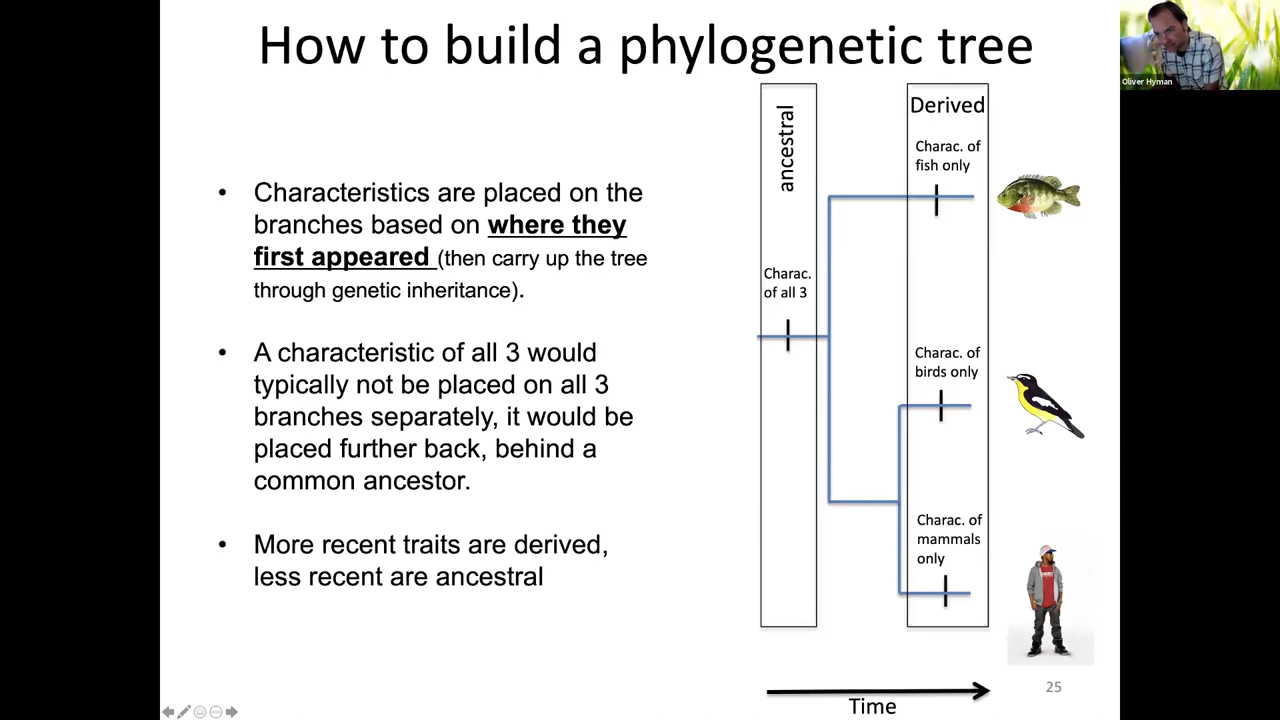 How to build a phylogenetic tree
Oliver Hyman
• Characteristics are placed on the
branches based on where they
first appeared (then carry up the tree
through genetic inheritance).
• A characteristic of all 3 would
typically not be placed on all 3
branches separately, it would be
placed further back, behind a
common ancestor.
• More recent traits are derived,
less recent are ancestral
ancestral
Charac.
of all 3
Derived
Charac. of
fish only
Charac. of
birds only
Charac. of
mammals
only
Time
25